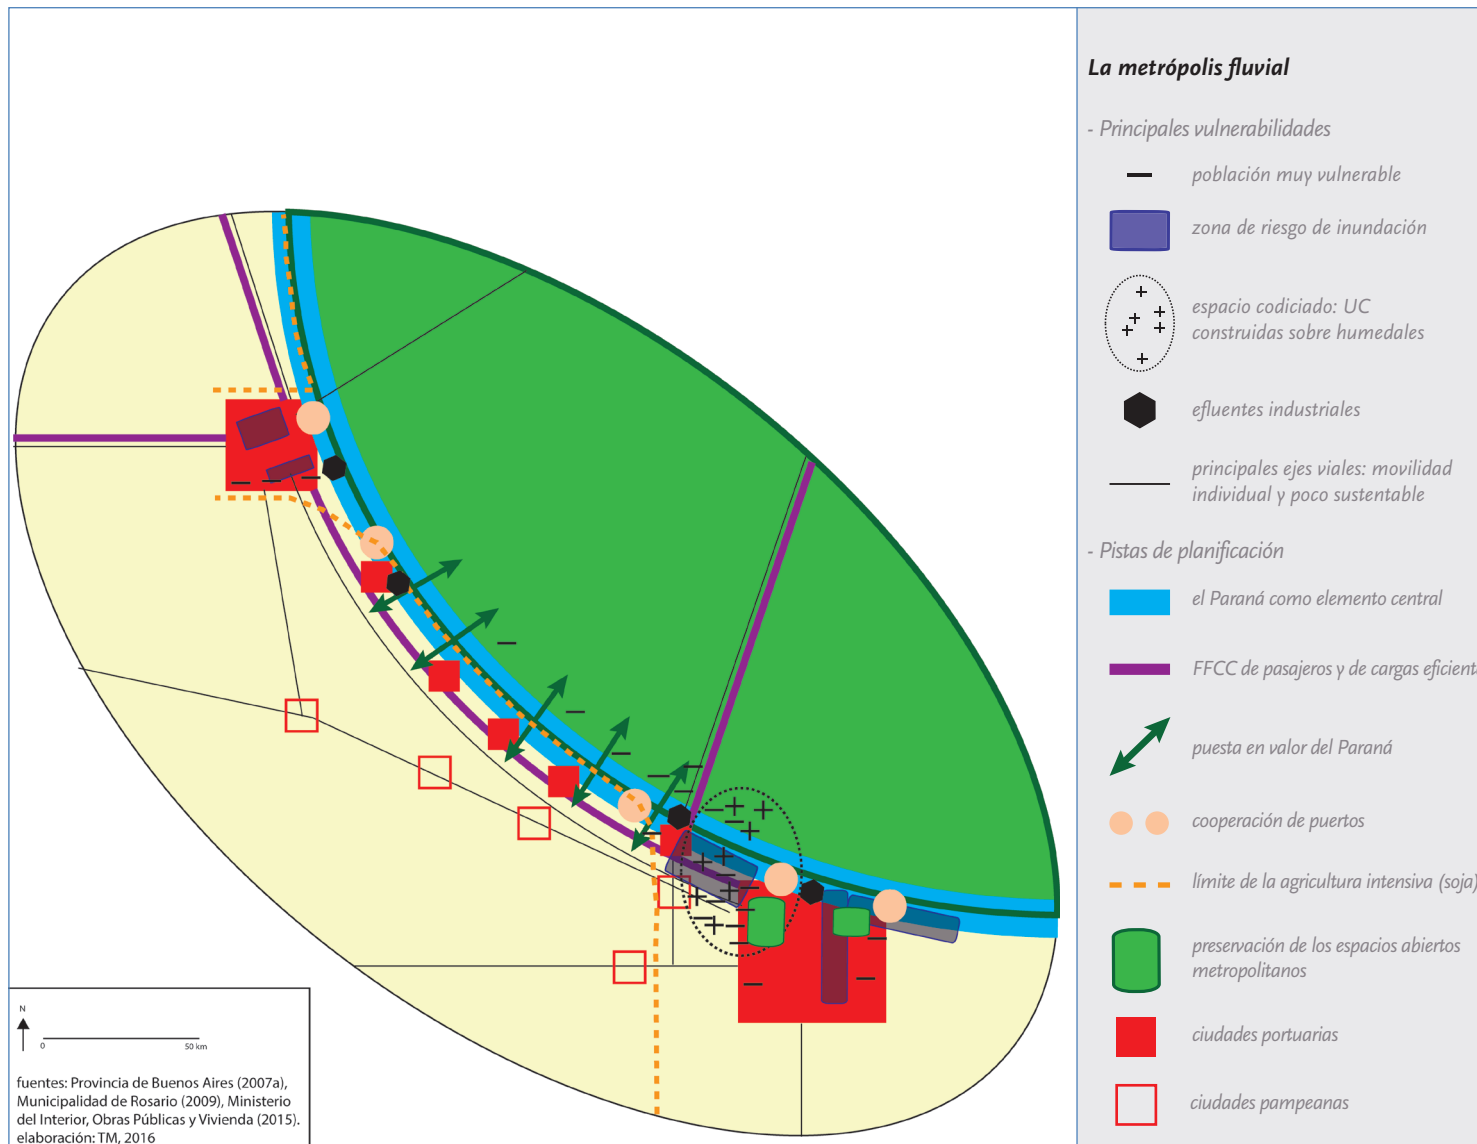 La metrópolis fluvial
- Principales vulnerabilidades
población muy vulnerable
zona de riesgo de inundación
espacio codiciado: UC
construidas sobre humedales
efluentes industriales
principales ejes viales: movilidad
individual y poco sustentable
- Pistas de planificación
el Paraná como elemento central
FFCC de pasajeros y de cargas eficient
puesta en valor del Paraná
cooperación de puertos
límite de la agricultura intensiva (soja)
preservación de los espacios abiertos
metropolitanos
ciudades portuarias
ciudades pampeanas
N
0 50 km
fuentes: Provincia de Buenos Aires (2007a),
Municipalidad de Rosario (2009), Ministerio
del Interior, Obras Públicas y Vivienda (2015).
elaboración: TM, 2016